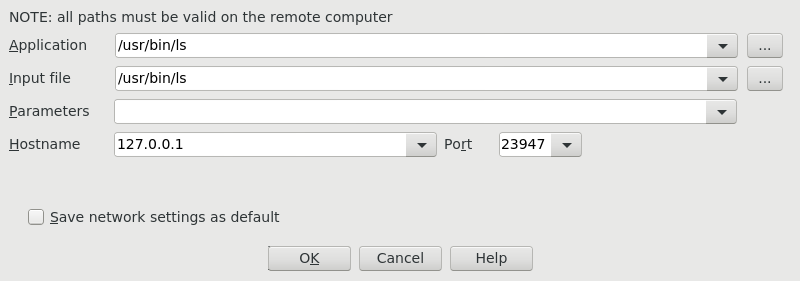 NOTE: all paths must be valid on the remote computer
Application /usr/bin/ls ...
Input file /usr/bin/ls ...
Parameters
Hostname 127.0.0.1 Port 23947
Save network settings as default
OK Cancel Help